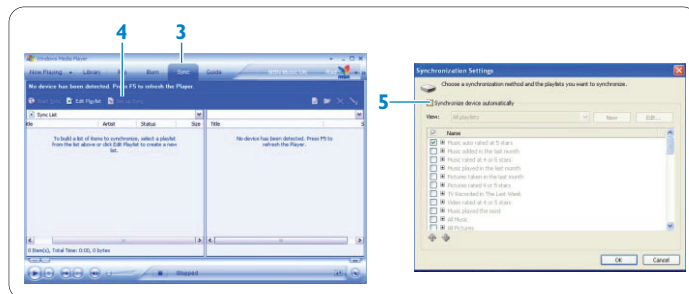 4
3
Windows Media Player
Now Playing
Library
Burn
Sync
Guide
msn
No device has been detected. Press F5 to refresh the Player.
Start Sync
Edit Playlist
Set up Sync
Sync List
Artist
Status
Size
Title
To build a list of items to synchronize, select a playlist
from the list above or click Edit Playlist to create a new
list.
No device has been detected. Press F5 to
refresh the Player.
0 Item(s), Total Time: 0:00, 0 bytes
Stopped
Synchronization Settings
Choose a synchronization method and the playlists you want to synchronize.
5
Synchronize device automatically
View:
All playlists
New
Edit...
Name
Music auto rated at 5 stars
Music added in the last month
Music rated at 4 or 5 stars
Music played in the last month
Pictures taken in the last month
Pictures rated 4 or 5 stars
TV Recorded in The Last Week
Video rated at 4 or 5 stars
Music played the most
All Music
All Pictures
OK
Cancel